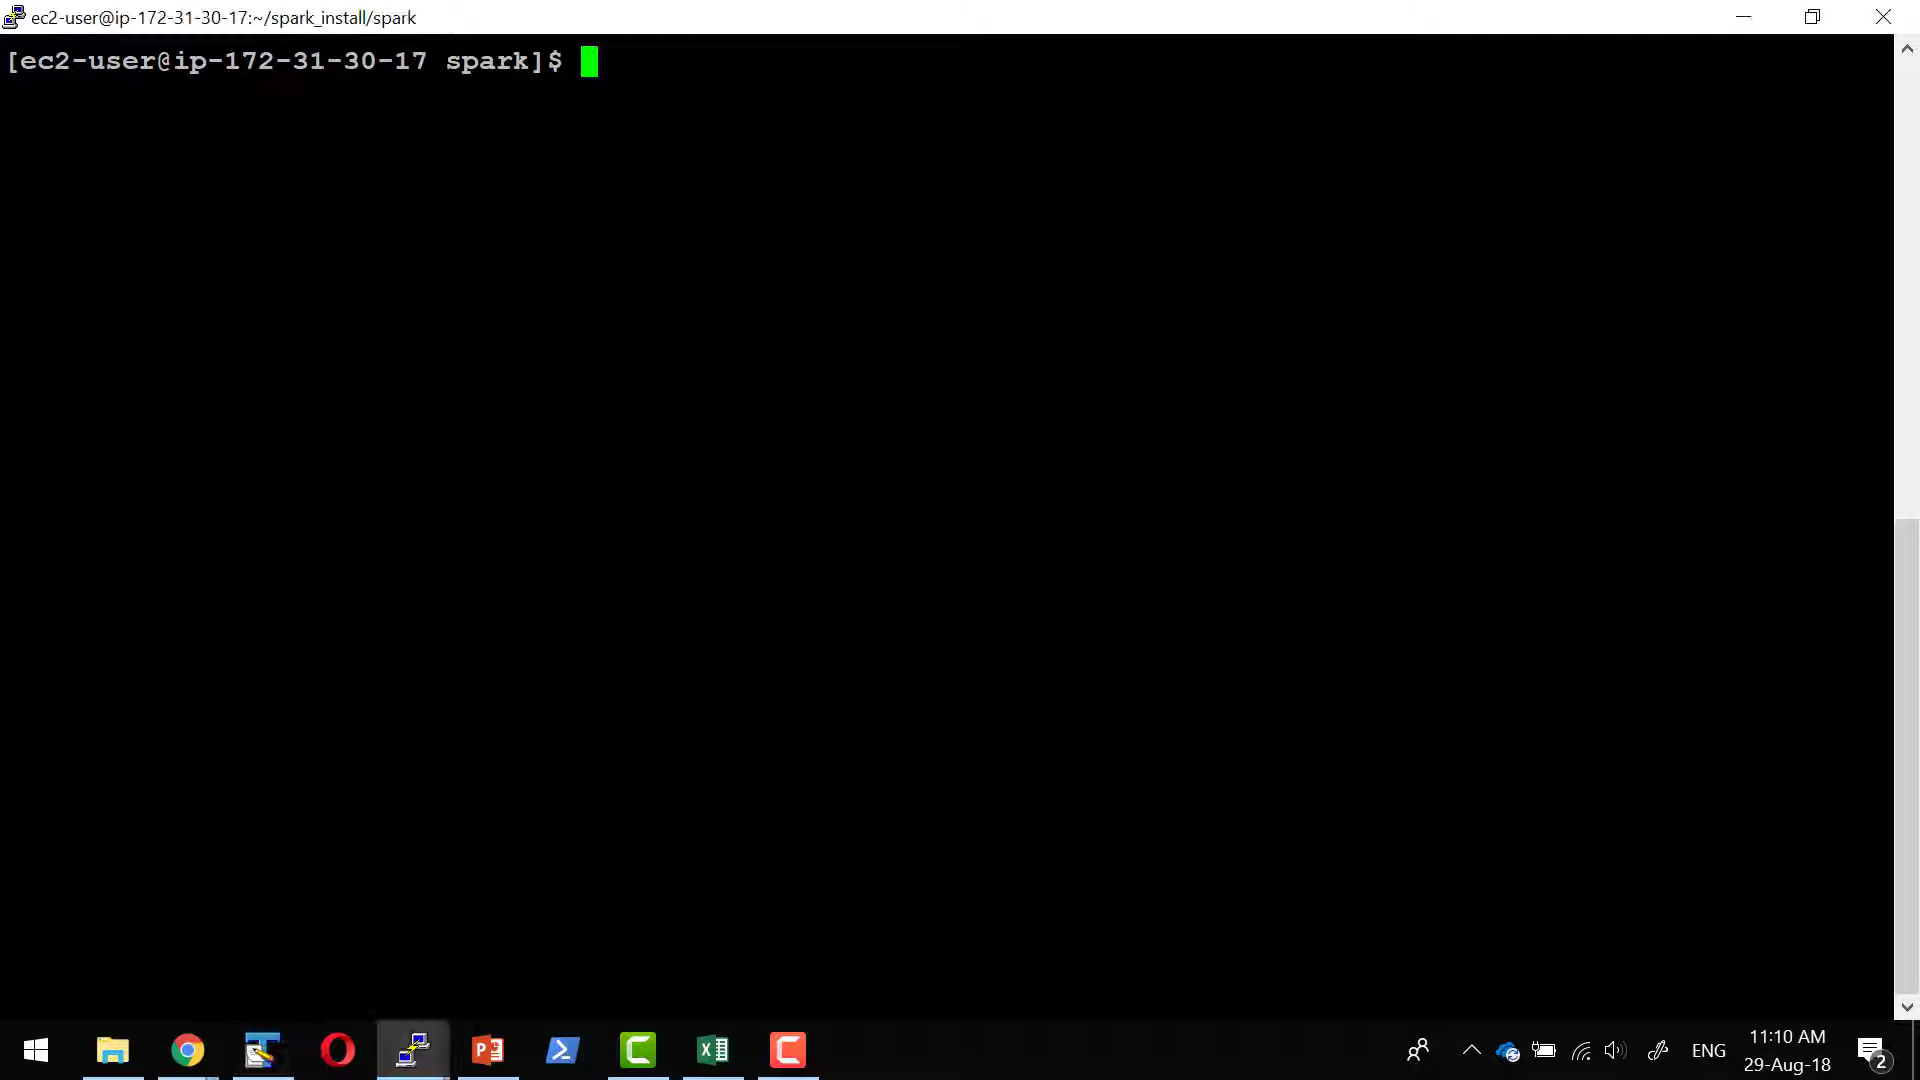 ec2-user@ip-172-31-30-17:~/spark_install/spark
[ec2-user@ip-172-31-30-17 spark]$
ENG
11:10 AM
29-Aug-18
2